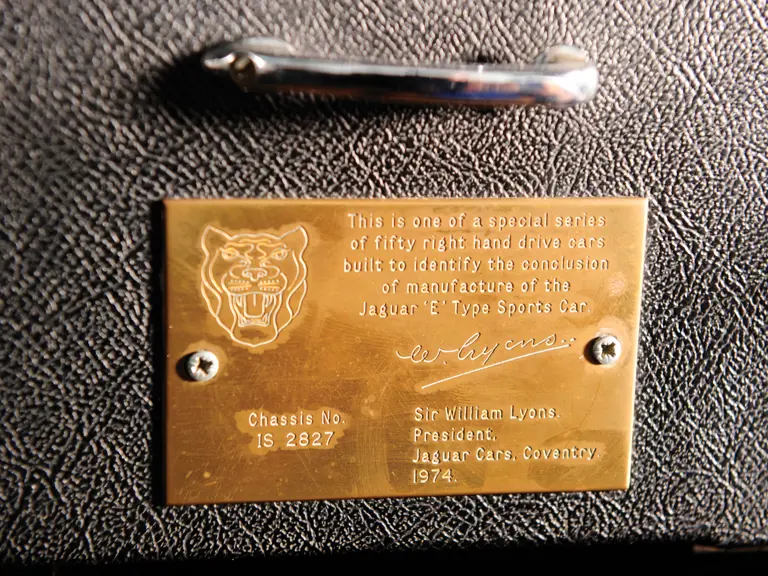 This is one of a special series
of fifty right hand drive cars
built to identify the conclusion
of manufacture of the
Jaguar 'E' Type Sports Car.
W. Lyons.
Chassis No.
IS 2827
Sir William Lyons.
President.
Jaguar Cars, Coventry
1974.